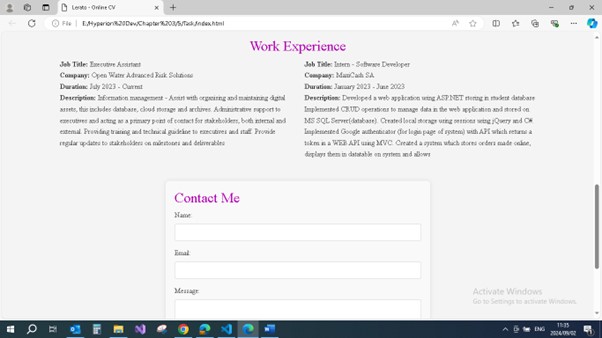 Lerato - Online CV
File
E:/Hyperion%20Dev/Chapter%203/5/Task/index.html
Work Experience
Job Title: Executive Assistant
Company: Open Water Advanced Risk Solutions
Duration: July 2023 - Current
Description: Information management - Assist with organizing and maintaining digital
assets, this includes database, cloud storage and archives. Administrative support to
executives and acting as a primary point of contact for stakeholders, both internal and
external. Providing training and technical guideline to executives and staff. Provide
regular updates to stakeholders on milestones and deliverables
Job Title: Intern - Software Developer
Company: ManiCash SA
Duration: January 2023 - June 2023
Description: Developed a web application using ASP.NET storing in student database.
Implemented CRUD operations to manage data in the web application and stored on
MS SQL Server(database). Created local storage using sessions using jQuery and C#.
Implemented Google authenticator (for login page of system) with API which returns a
token in a WEB API using MVC. Created a system which stores orders made online,
displays them in datatable on system and allows
Contact Me
Name:
Email:
Message:
Activate Windows
Go to Settings to activate Windows.
ENG
11:35
2024/09/02